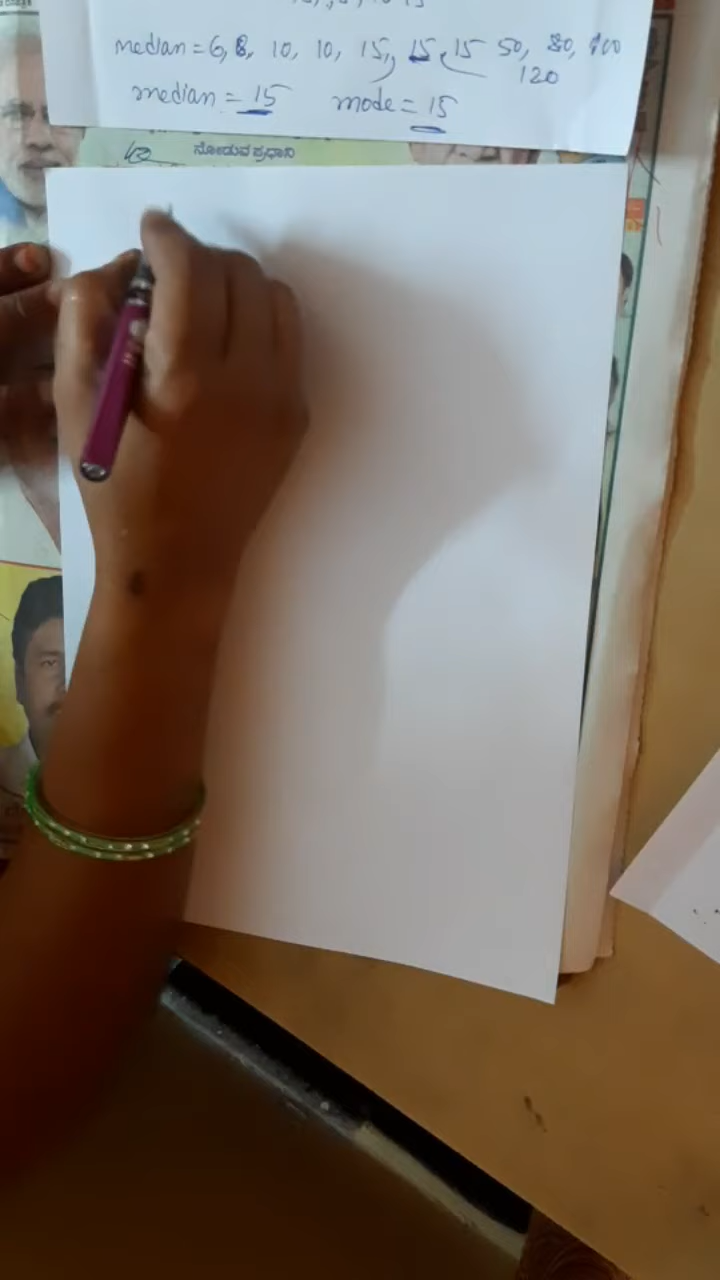 median = 6, 8, 10, 10, 15, 15, 15 50, 80, 100
120
median = 15 mode = 15
ನೋಡುವ ಪ್ರಧಾನಿ